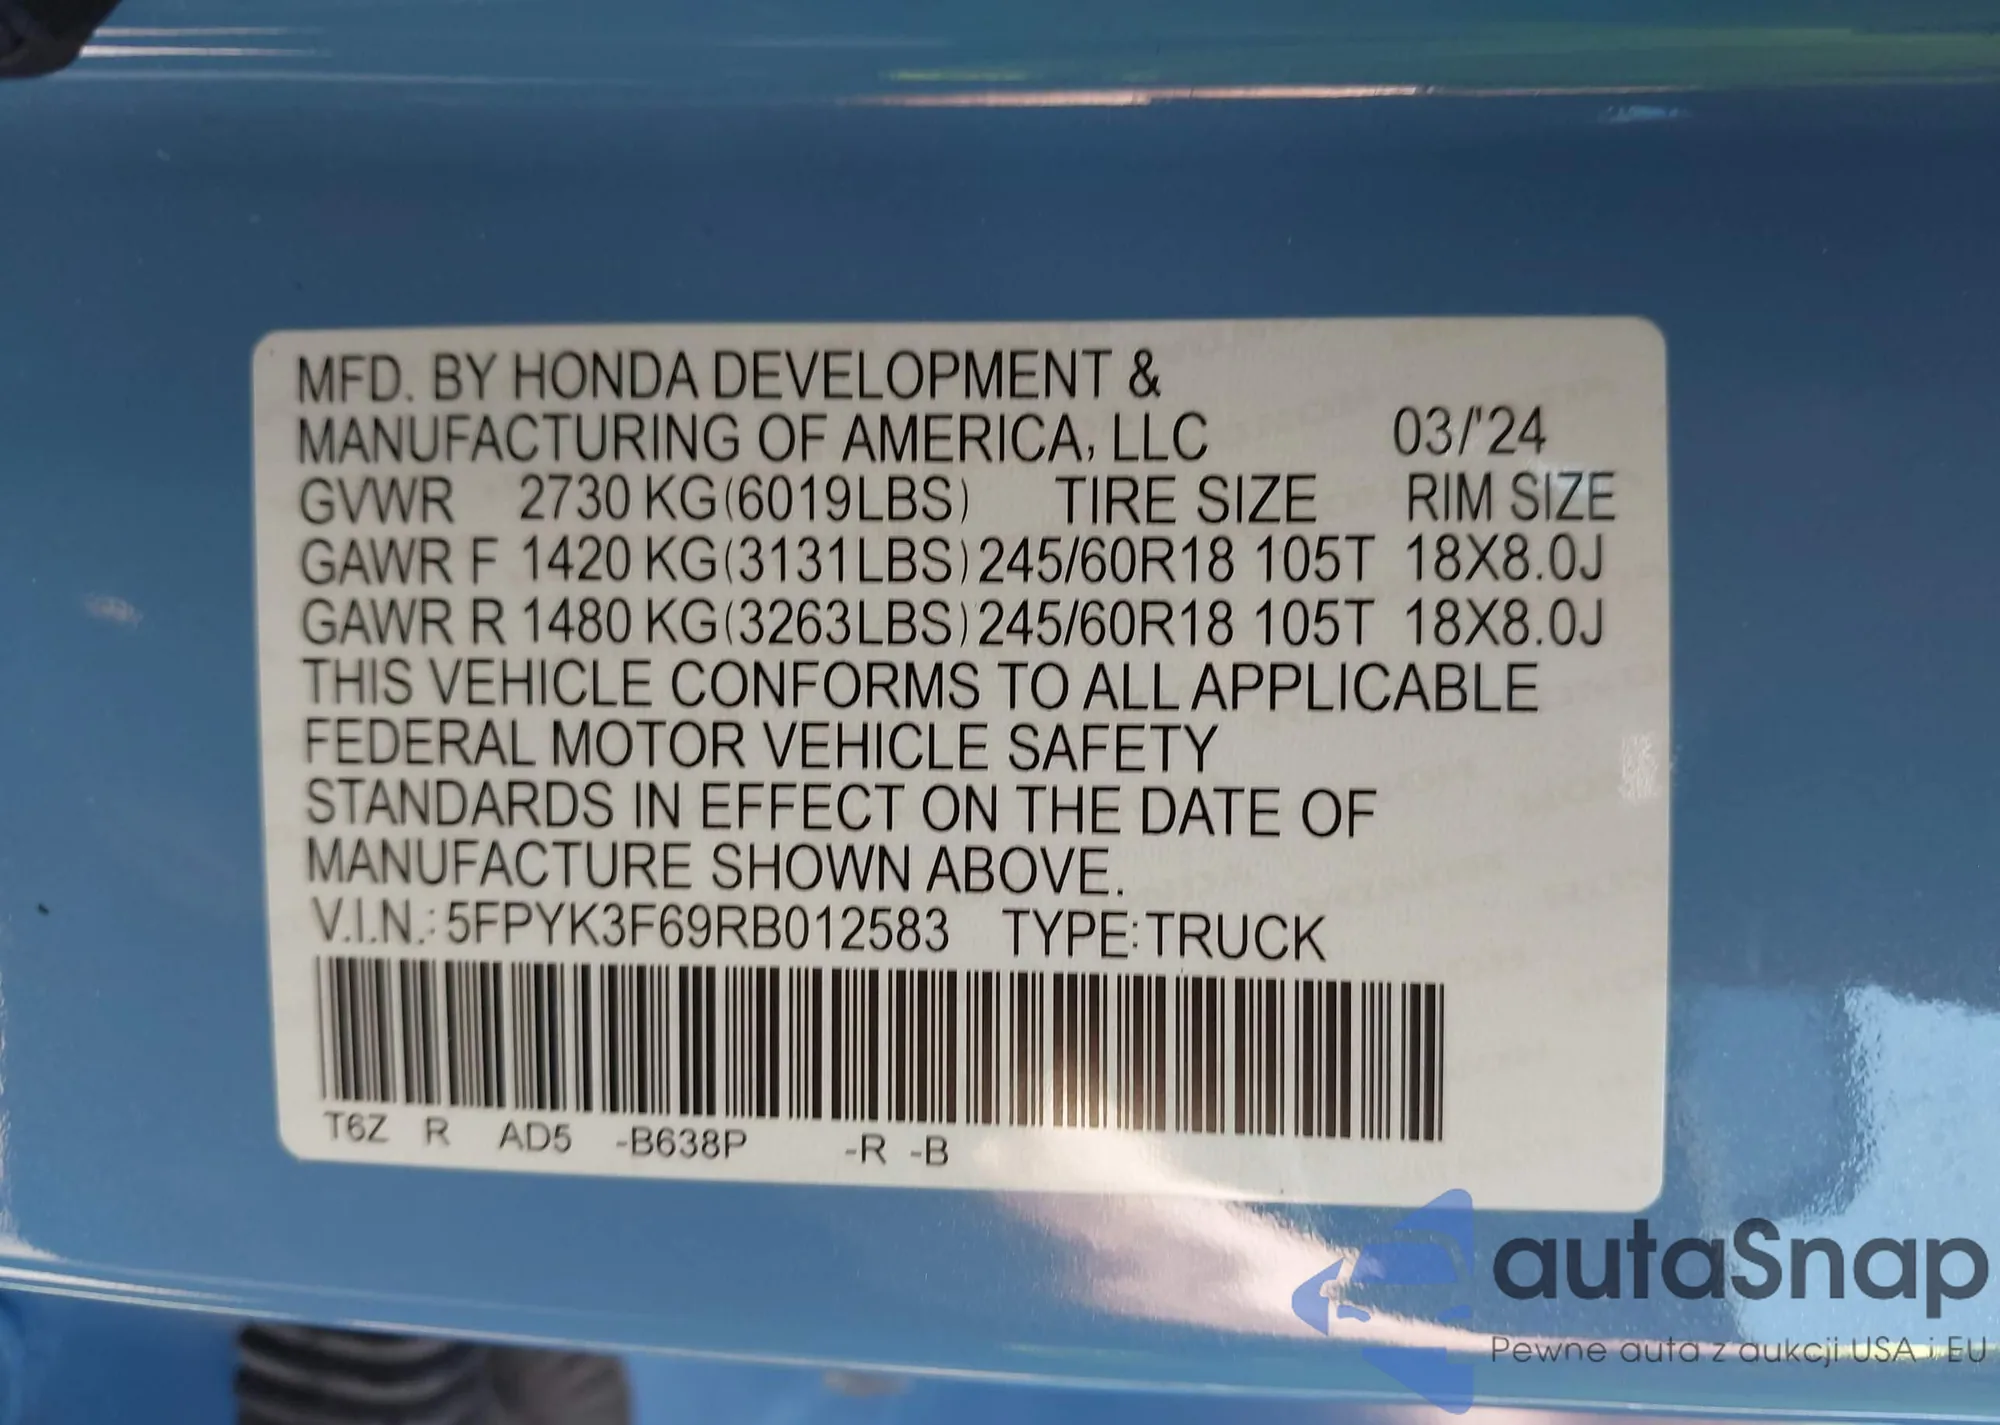 MFD. BY HONDA DEVELOPMENT &
MANUFACTURING OF AMERICA, LLC 03/'24
GVWR 2730 KG(6019LBS) TIRE SIZE RIM SIZE
GAWR F 1420 KG(3131LBS) 245/60R18 105T 18X8.0J
GAWR R 1480 KG(3263LBS) 245/60R18 105T 18X8.0J
THIS VEHICLE CONFORMS TO ALL APPLICABLE
FEDERAL MOTOR VEHICLE SAFETY
STANDARDS IN EFFECT ON THE DATE OF
MANUFACTURE SHOWN ABOVE.
V.I.N.: 5FPYK3F69RB012583 TYPE:TRUCK
T6Z R AD5 -B638P -R -B
autaSnap
Pewne auta z aukcji USA i EU